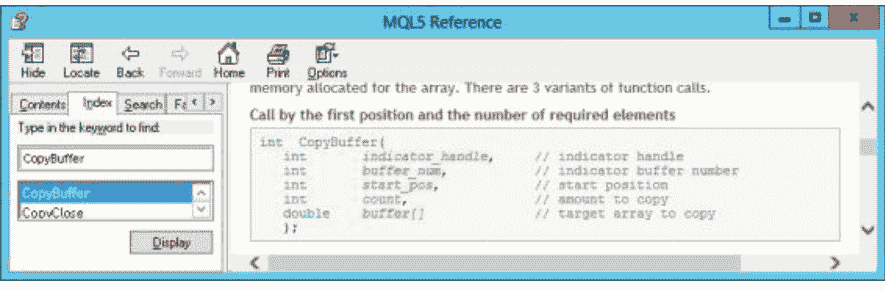 MQL5 Reference
Hide Locate Back Forward Home Print Options
Contents Index Search
Type in the keyword to find:
CopyBuffer
CopyBuffer
CopyClose
Display
memory allocated for the array. There are 3 variants of function calls.
Call by the first position and the number of required elements
int CopyBuffer(
int indicator_handle, // indicator handle
int buffer_num, // indicator buffer number
int start_pos, // start position
int count, // amount to copy
double buffer[] // target array to copy
);